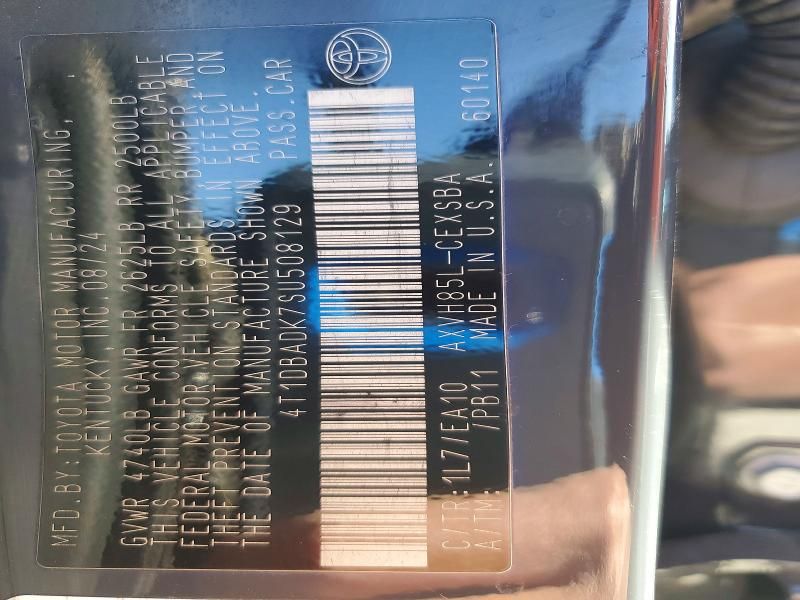 MFD.BY:TOYOTA MOTOR MANUFACTURING,
KENTUCKY, INC.08/24
GVWR 4740LB GAWR FR 2625LB RR 2500LB
THIS VEHICLE CONFORMS TO ALL APPLICABLE
FEDERAL MOTOR VEHICLE SAFETY BUMPER,AND
THEFT PREVENTION STANDARDS IN EFFECT ON
THE DATE OF MANUFACTURE SHOWN ABOVE.
4T1DBADK7SU508129 PASS.CAR
C/TR:1L7/EA10 AXVH85L-CEXSBA
A/TM: /PB11 MADE IN U.S.A. 60140